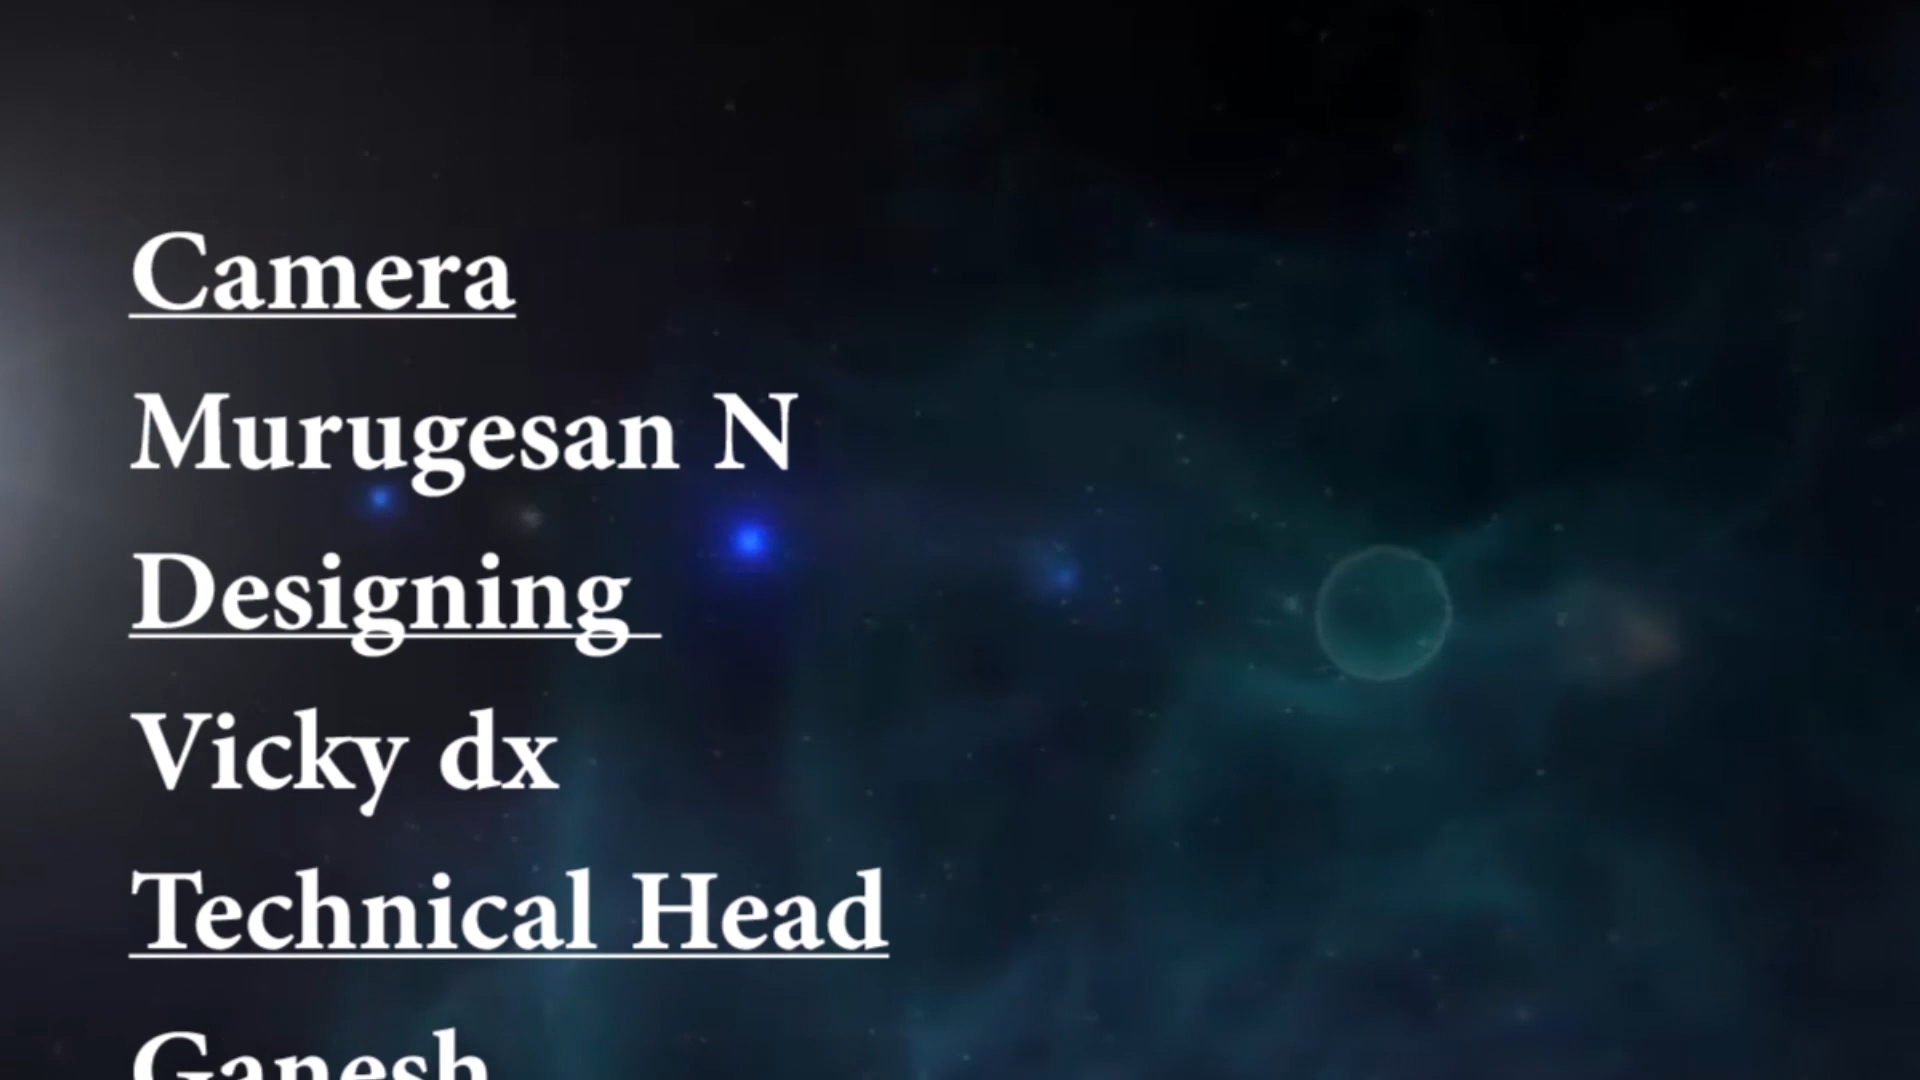 Camera
Murugesan N
Designing
Vicky dx
Technical Head
Ganesh